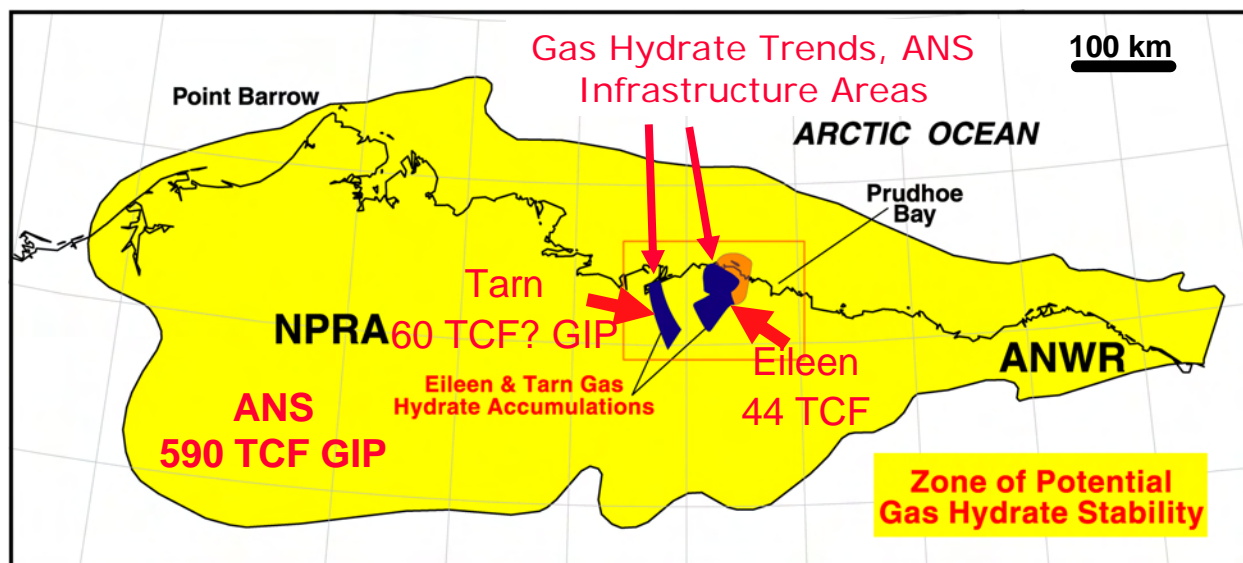 Gas Hydrate Trends, ANS
Infrastructure Areas
100 km
Point Barrow
ARCTIC OCEAN
Prudhoe
Bay
Tarn
60 TCF? GIP
NPRA
Eileen
44 TCF
ANWR
Eileen & Tarn Gas
Hydrate Accumulations
ANS
590 TCF GIP
Zone of Potential
Gas Hydrate Stability